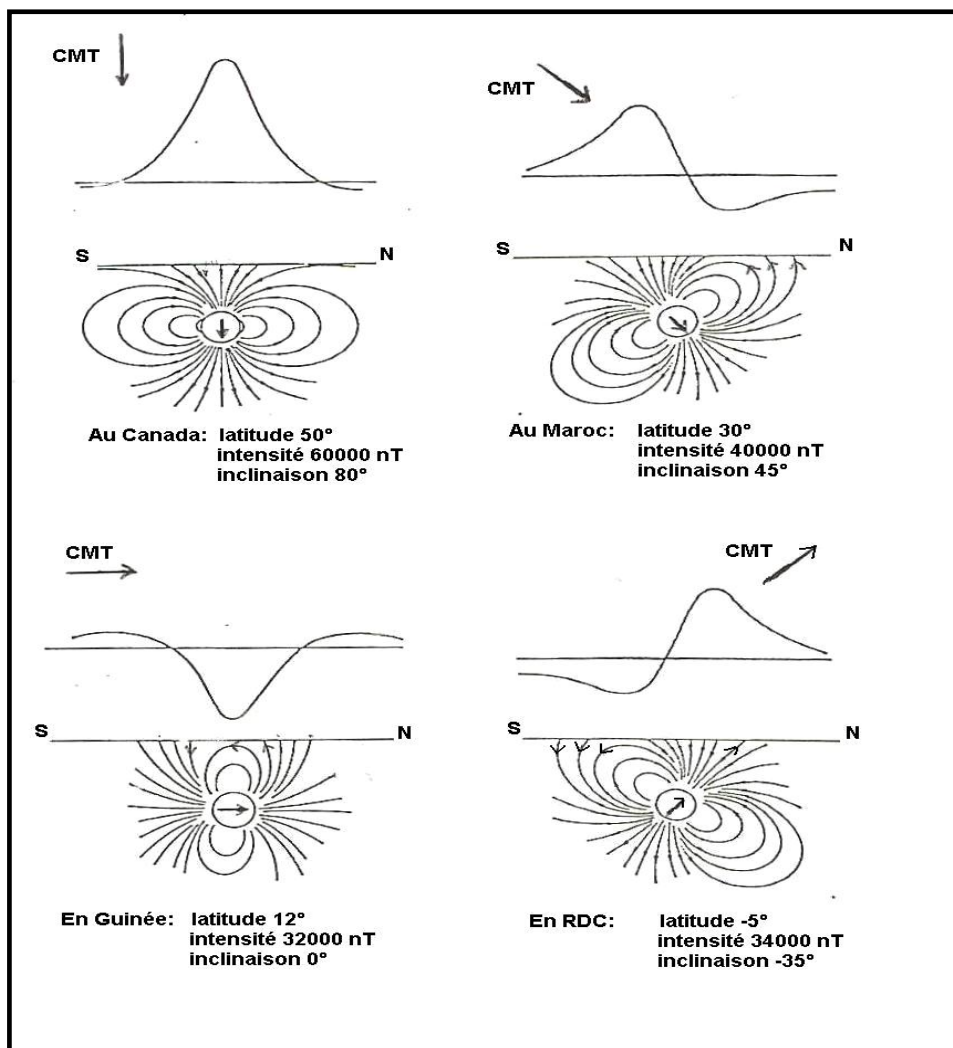 CMT
S N
Au Canada: latitude 50°
intensité 60000 nT
inclinaison 80°
CMT
S N
Au Maroc: latitude 30°
intensité 40000 nT
inclinaison 45°
CMT
S N
En Guinée: latitude 12°
intensité 32000 nT
inclinaison 0°
CMT
S N
En RDC: latitude -5°
intensité 34000 nT
inclinaison -35°